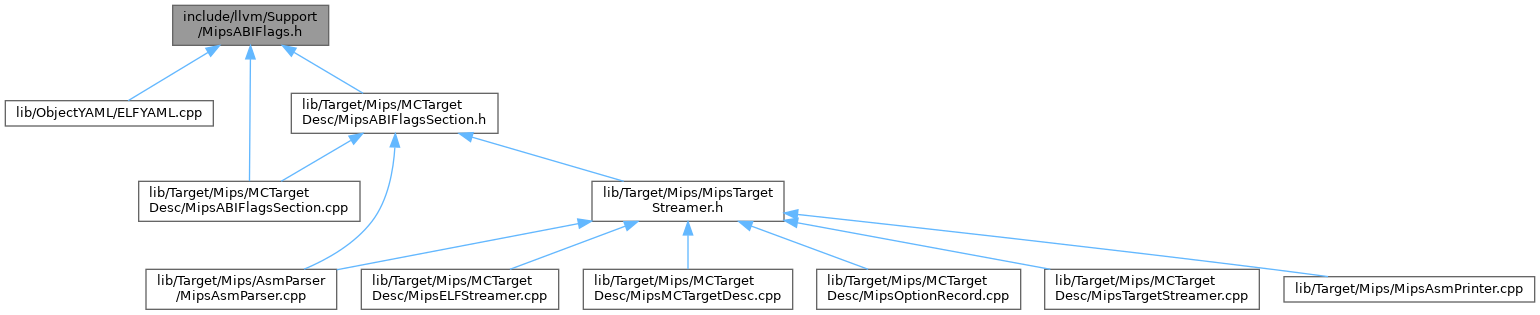 include/llvm/Support
/MipsABIFlags.h
lib/ObjectYAML/ELFYAML.cpp
lib/Target/Mips/MCTarget
Desc/MipsABIFlagsSection.h
lib/Target/Mips/MCTarget
Desc/MipsABIFlagsSection.cpp
lib/Target/Mips/MipsTarget
Streamer.h
lib/Target/Mips/AsmParser
/MipsAsmParser.cpp
lib/Target/Mips/MCTarget
Desc/MipsELFStreamer.cpp
lib/Target/Mips/MCTarget
Desc/MipsMCTargetDesc.cpp
lib/Target/Mips/MCTarget
Desc/MipsOptionRecord.cpp
lib/Target/Mips/MCTarget
Desc/MipsTargetStreamer.cpp
lib/Target/Mips/MipsAsmPrinter.cpp